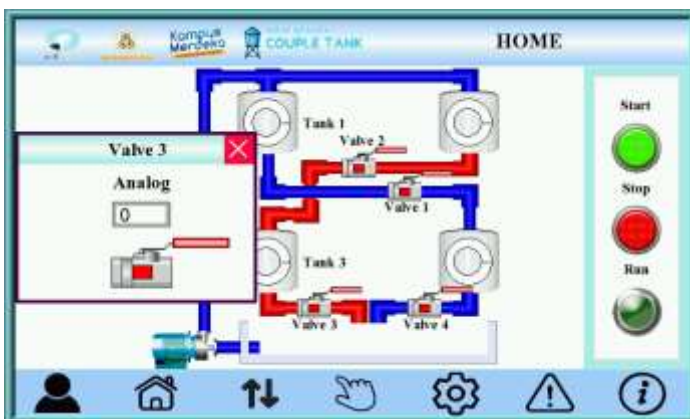 Kampus
Merdeka
COUPLE TANK
HOME
Tank 1
Valve 2
Valve 1
Tank 3
Valve 3
Valve 4
Valve 3
Analog
0
Start
Stop
Run